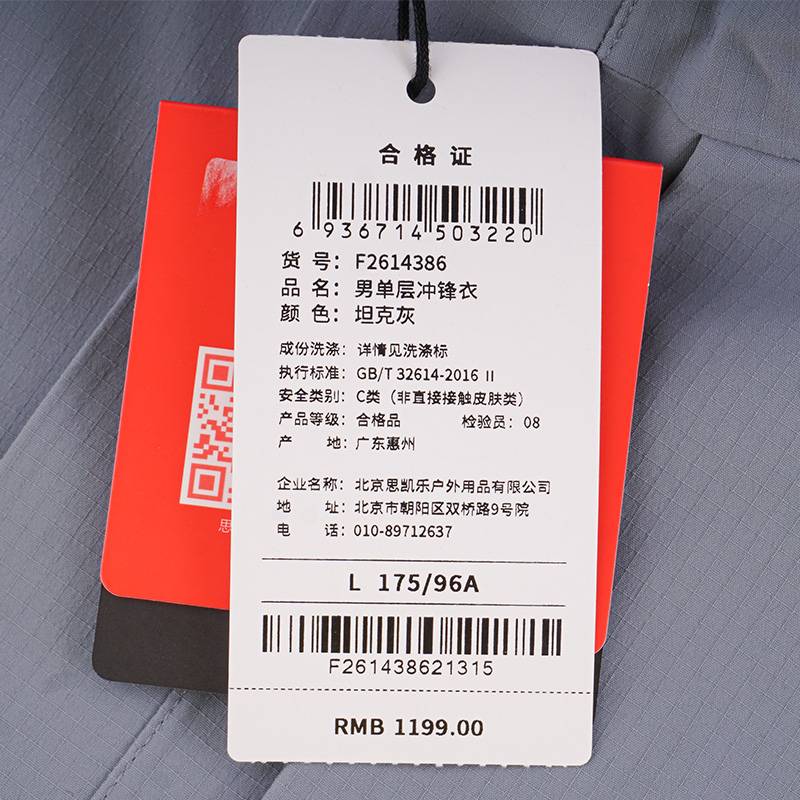 合格证
6 936714 503220
货 号：F2614386
品 名：男单层冲锋衣
颜 色：坦克灰
成份洗涤：详情见洗涤标
执行标准：GB/T 32614-2016 II
安全类别：C类（非直接接触皮肤类）
产品等级：合格品 检验员：08
产 地：广东惠州
企业名称：北京思凯乐户外用品有限公司
地 址：北京市朝阳区双桥路9号院
电 话：010-89712637
L 175/96A
F261438621315
RMB 1199.00
思